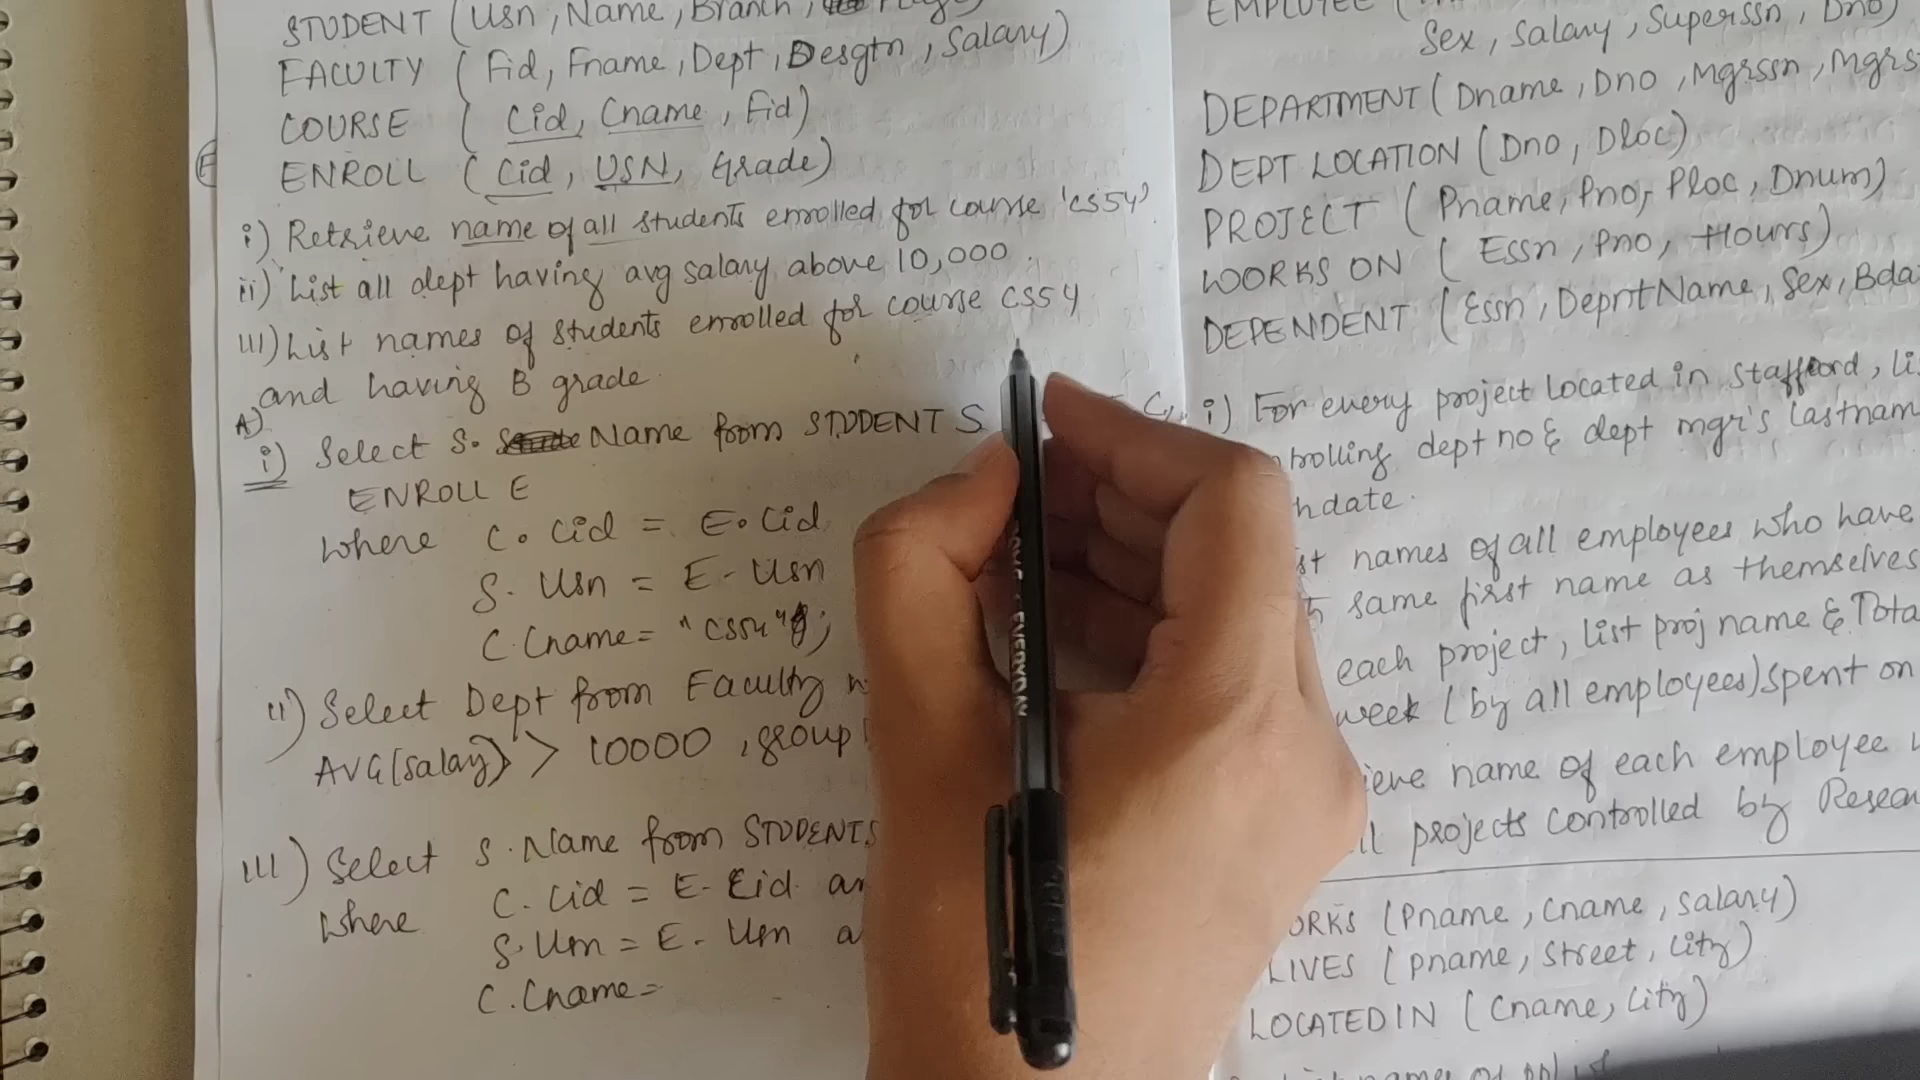 STUDENT (Usn, Name, Branch,
FACULTY (Fid, Fname, Dept, Desgtn, Salary)
COURSE ( Cid, Cname, Fid)
ENROLL ( Cid, USN, Grade)
i) Retrieve name of all students enrolled for course 'CS54'.
ii) List all dept having avg salary above 10,000.
III) List names of students enrolled for course CS54
and having B grade.
A)
i) Select S. Name from STUDENT S
ENROLL E
where C. Cid = E. Cid
S. Usn = E. Usn
C. Cname = "CS54";
ii) Select Dept from Faculty
AVG(salay) > 10000, group
III) Select S. Name from STUDENTS
where C. Cid = E. Cid
S. Usn = E. Usn
C. Cname =
EMPLOYEE (
Sex, Salary, Superssn, Dno)
DEPARTMENT (Dname, Dno, Mgrssn, Mgrs
DEPT LOCATION (Dno, Dloc)
PROJECT ( Pname, Pno, Ploc, Dnum)
WORKS ON ( Essn, Pno, Hours)
DEPENDENT (Essn, DepntName, Sex, Bda
i) For every project located in stafford,
dept no & dept mgr's lastnam
names of all employees who have
same first name as themselves
each project, list proj name & Tota
week (by all employees) spent on
name of each employee
projects controlled by Resea
ORKS (Pname, Cname, Salary)
LIVES (Pname, Street, City)
LOCATED IN (Cname, City)